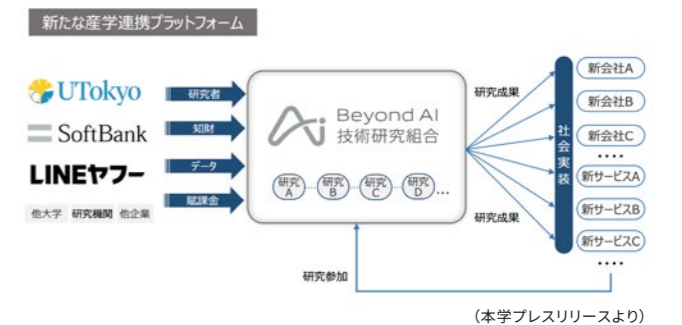 新たな産学連携プラットフォーム
UTokyo
SoftBank
LINEヤフー
他大学 研究機関 他企業
研究者
知財
データ
賦課金
Beyond AI
技術研究組合
研究
A
研究
B
研究
C
研究
D
...
研究成果
研究成果
社会実装
新会社A
新会社B
新会社C
••••
新サービスA
新サービスB
新サービスC
••••
研究参加
（本学プレスリリースより）